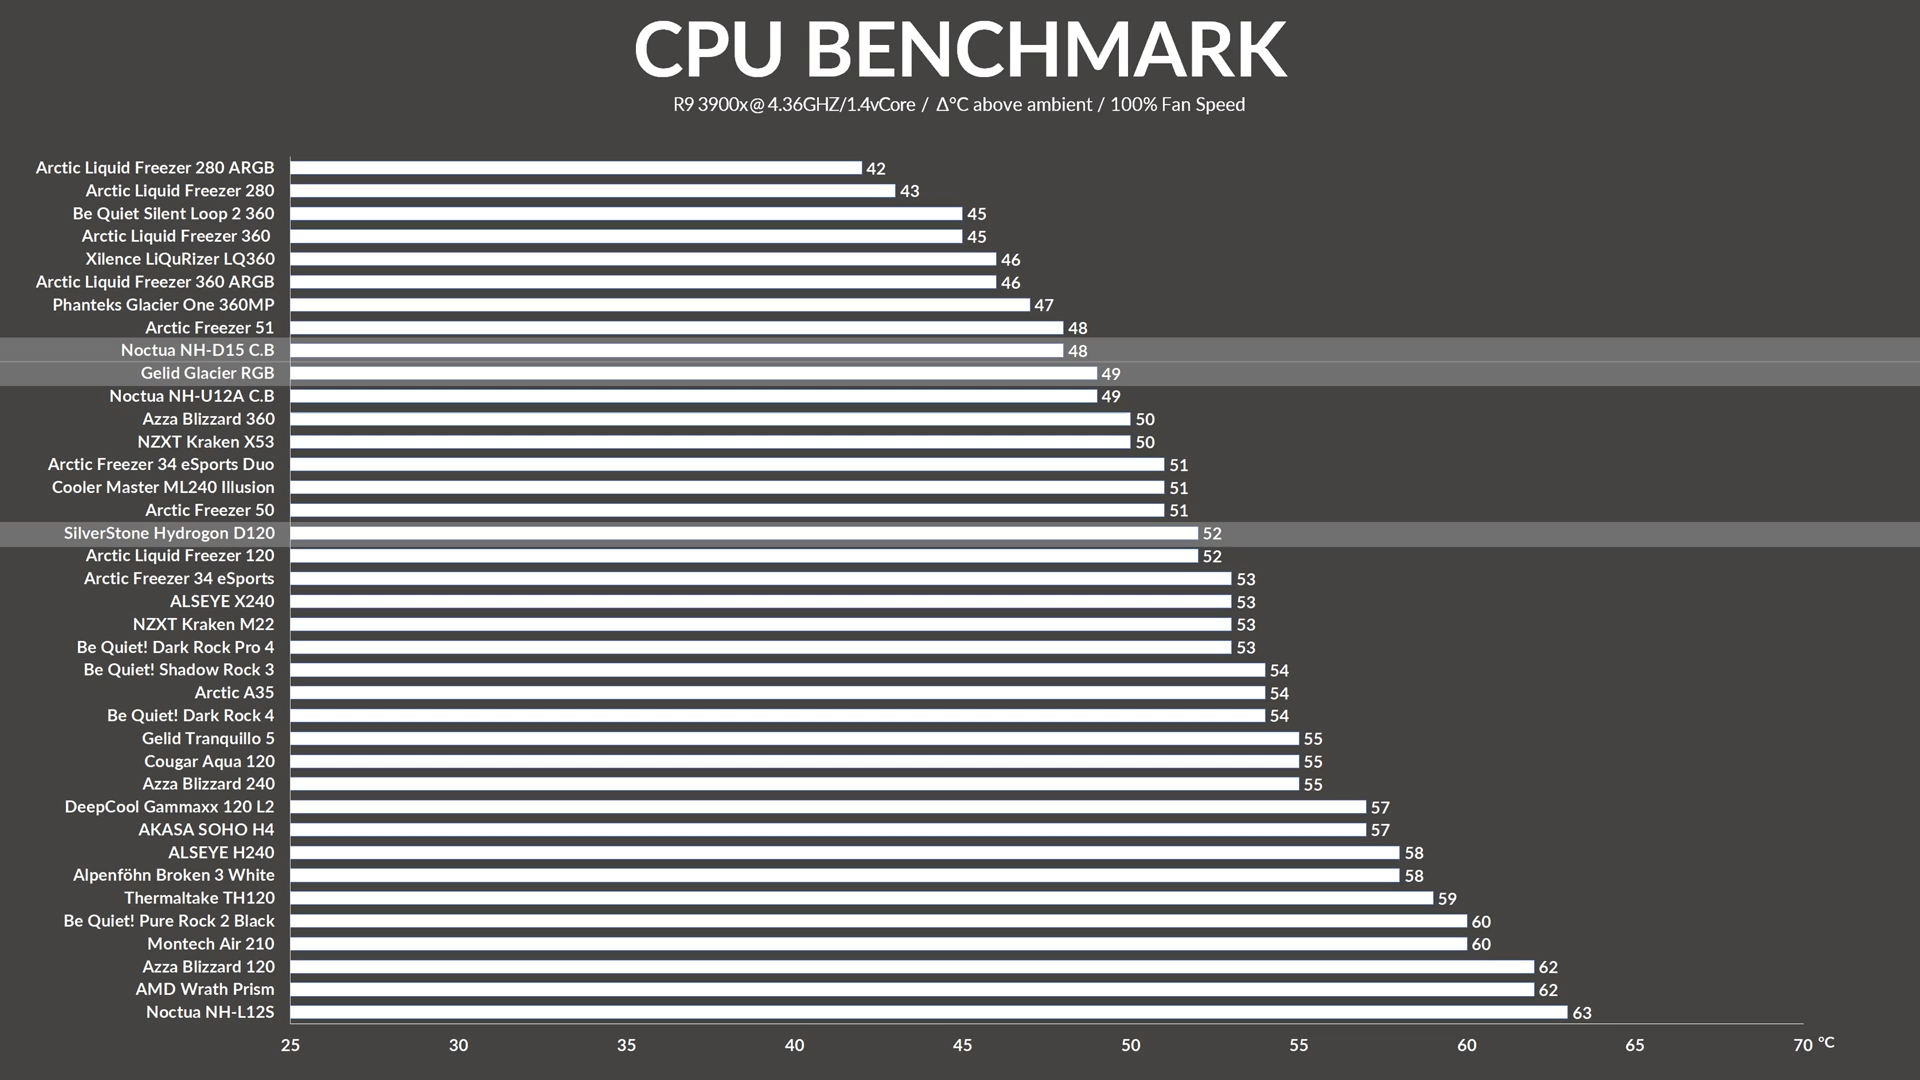 CPU BENCHMARK
R9 3900x@4.36GHZ/1.4vCore / Δ°C above ambient / 100% Fan Speed
Arctic Liquid Freezer 280 ARGB 42
Arctic Liquid Freezer 280 43
Be Quiet Silent Loop 2 360 45
Arctic Liquid Freezer 360 45
Xilence LiQuRizer LQ360 46
Arctic Liquid Freezer 360 ARGB 46
Phanteks Glacier One 360MP 47
Arctic Freezer 51 48
Noctua NH-D15 C.B 48
Gelid Glacier RGB 49
Noctua NH-U12A C.B 49
Azza Blizzard 360 50
NZXT Kraken X53 50
Arctic Freezer 34 eSports Duo 51
Cooler Master ML240 Illusion 51
Arctic Freezer 50 51
SilverStone Hydrogon D120 52
Arctic Liquid Freezer 120 52
Arctic Freezer 34 eSports 53
ALSEYE X240 53
NZXT Kraken M22 53
Be Quiet! Dark Rock Pro 4 53
Be Quiet! Shadow Rock 3 54
Arctic A35 54
Be Quiet! Dark Rock 4 54
Gelid Tranquillo 5 55
Cougar Aqua 120 55
Azza Blizzard 240 55
DeepCool Gammaxx 120 L2 57
AKASA SOHO H4 57
ALSEYE H240 58
Alpenföhn Broken 3 White 58
Thermaltake TH120 59
Be Quiet! Pure Rock 2 Black 60
Montech Air 210 60
Azza Blizzard 120 62
AMD Wrath Prism 62
Noctua NH-L12S 63
25 30 35 40 45 50 55 60 65 70 °C